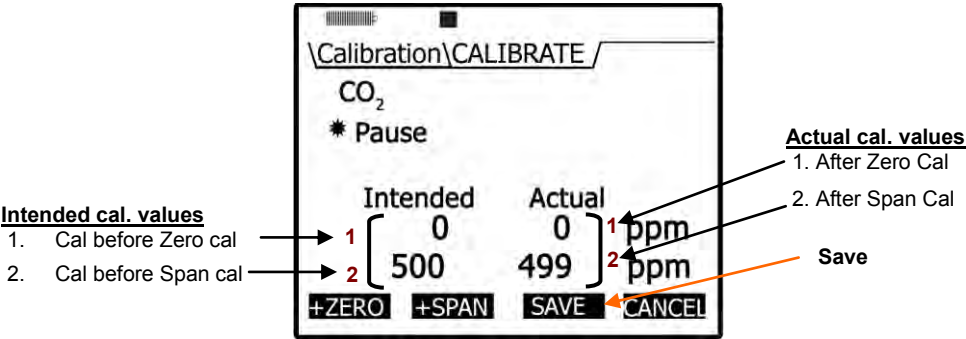 \Calibration\CALIBRATE/
CO₂
✷ Pause
Intended Actual
0 0 ppm
500 499 ppm
+ZERO +SPAN SAVE CANCEL
Intended cal. values
1. Cal before Zero cal
2. Cal before Span cal
1
2
1
2
Actual cal. values
1. After Zero Cal
2. After Span Cal
Save